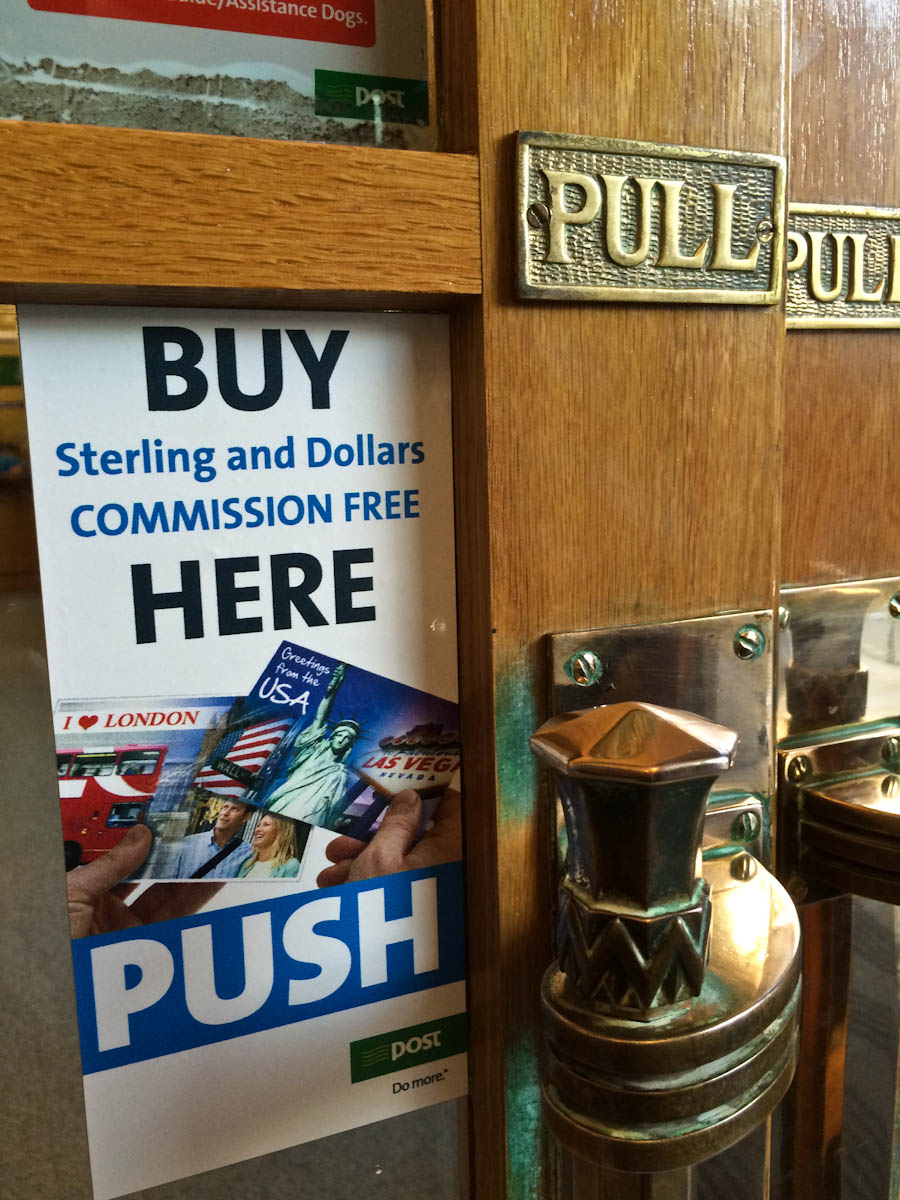 Assistance Dogs.
post
PULL
PULL
BUY
Sterling and Dollars
COMMISSION FREE
HERE
Greetings
from the
USA
I ♥ LONDON
WALL
LAS VEGAS
NEVADA
PUSH
post
Do more.